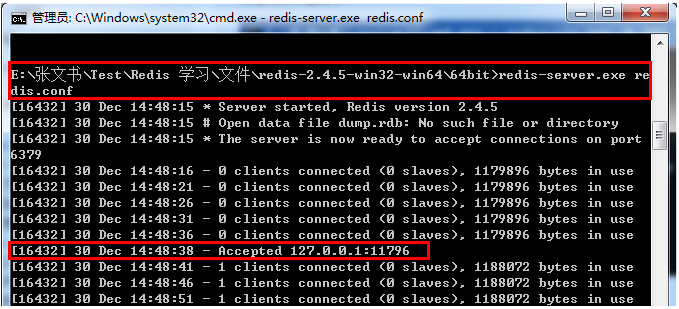 管理员: C:\Windows\system32\cmd.exe - redis-server.exe  redis.conf
E:\张文书\Test\Redis 学习\文件\redis-2.4.5-win32-win64\64bit>redis-server.exe re
dis.conf
[16432] 30 Dec 14:48:15 * Server started, Redis version 2.4.5
[16432] 30 Dec 14:48:15 # Open data file dump.rdb: No such file or directory
[16432] 30 Dec 14:48:15 * The server is now ready to accept connections on port
6379
[16432] 30 Dec 14:48:16 - 0 clients connected (0 slaves), 1179896 bytes in use
[16432] 30 Dec 14:48:21 - 0 clients connected (0 slaves), 1179896 bytes in use
[16432] 30 Dec 14:48:26 - 0 clients connected (0 slaves), 1179896 bytes in use
[16432] 30 Dec 14:48:31 - 0 clients connected (0 slaves), 1179896 bytes in use
[16432] 30 Dec 14:48:36 - 0 clients connected (0 slaves), 1179896 bytes in use
[16432] 30 Dec 14:48:38 - Accepted 127.0.0.1:11796
[16432] 30 Dec 14:48:41 - 1 clients connected (0 slaves), 1188072 bytes in use
[16432] 30 Dec 14:48:46 - 1 clients connected (0 slaves), 1188072 bytes in use
[16432] 30 Dec 14:48:51 - 1 clients connected (0 slaves), 1188072 bytes in use